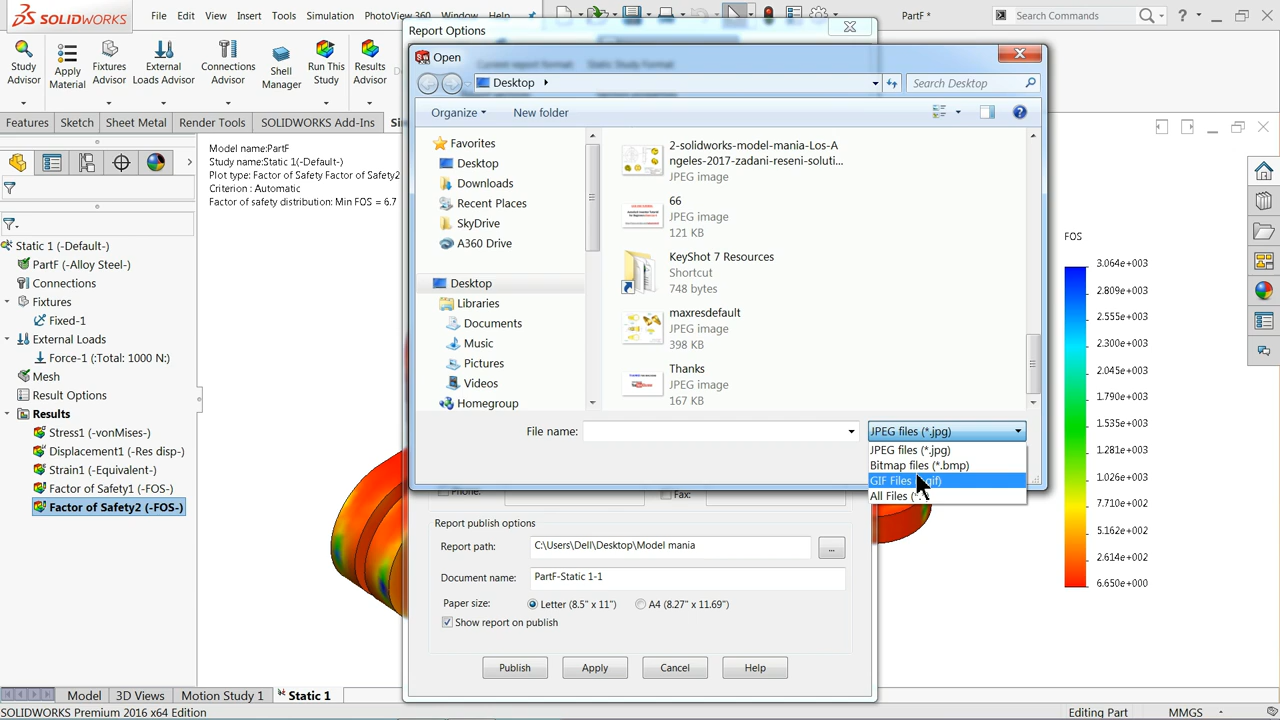 SOLIDWORKS
File
Edit
View
Insert
Tools
Simulation
PhotoView 360
Window
Help
PartF *
Search Commands
Study Advisor
Apply Material
Fixtures Advisor
External Loads Advisor
Connections Advisor
Shell Manager
Run This Study
Results Advisor
Features
Sketch
Sheet Metal
Render Tools
SOLIDWORKS Add-Ins
Model name:PartF
Study name:Static 1(-Default-)
Plot type: Factor of Safety Factor of Safety2
Criterion : Automatic
Factor of safety distribution: Min FOS = 6.7
Static 1 (-Default-)
PartF (-Alloy Steel-)
Connections
Fixtures
Fixed-1
External Loads
Force-1 (:Total: 1000 N:)
Mesh
Result Options
Results
Stress1 (-vonMises-)
Displacement1 (-Res disp-)
Strain1 (-Equivalent-)
Factor of Safety1 (-FOS-)
Factor of Safety2 (-FOS-)
Report Options
Current report format:
Static Study Format
Open
Desktop
Search Desktop
Organize
New folder
Favorites
Desktop
Downloads
Recent Places
SkyDrive
A360 Drive
Desktop
Libraries
Documents
Music
Pictures
Videos
Homegroup
2-solidworks-model-mania-Los-A
ngeles-2017-zadani-reseni-soluti...
JPEG image
66
JPEG image
121 KB
KeyShot 7 Resources
Shortcut
748 bytes
maxresdefault
JPEG image
398 KB
Thanks
JPEG image
167 KB
File name:
JPEG files (*.jpg)
JPEG files (*.jpg)
Bitmap files (*.bmp)
GIF Files
gif)
All Files (*.
Phone:
Fax:
Report publish options
Report path:
C:\Users\Dell\Desktop\Model mania
...
Document name:
PartF-Static 1-1
Paper size:
Letter (8.5" x 11")
A4 (8.27" x 11.69")
Show report on publish
Publish
Apply
Cancel
Help
FOS
3.064e+003
2.809e+003
2.555e+003
2.300e+003
2.045e+003
1.790e+003
1.535e+003
1.281e+003
1.026e+003
7.710e+002
5.162e+002
2.614e+002
6.650e+000
Model
3D Views
Motion Study 1
Static 1
SOLIDWORKS Premium 2016 x64 Edition
Editing Part
MMGS